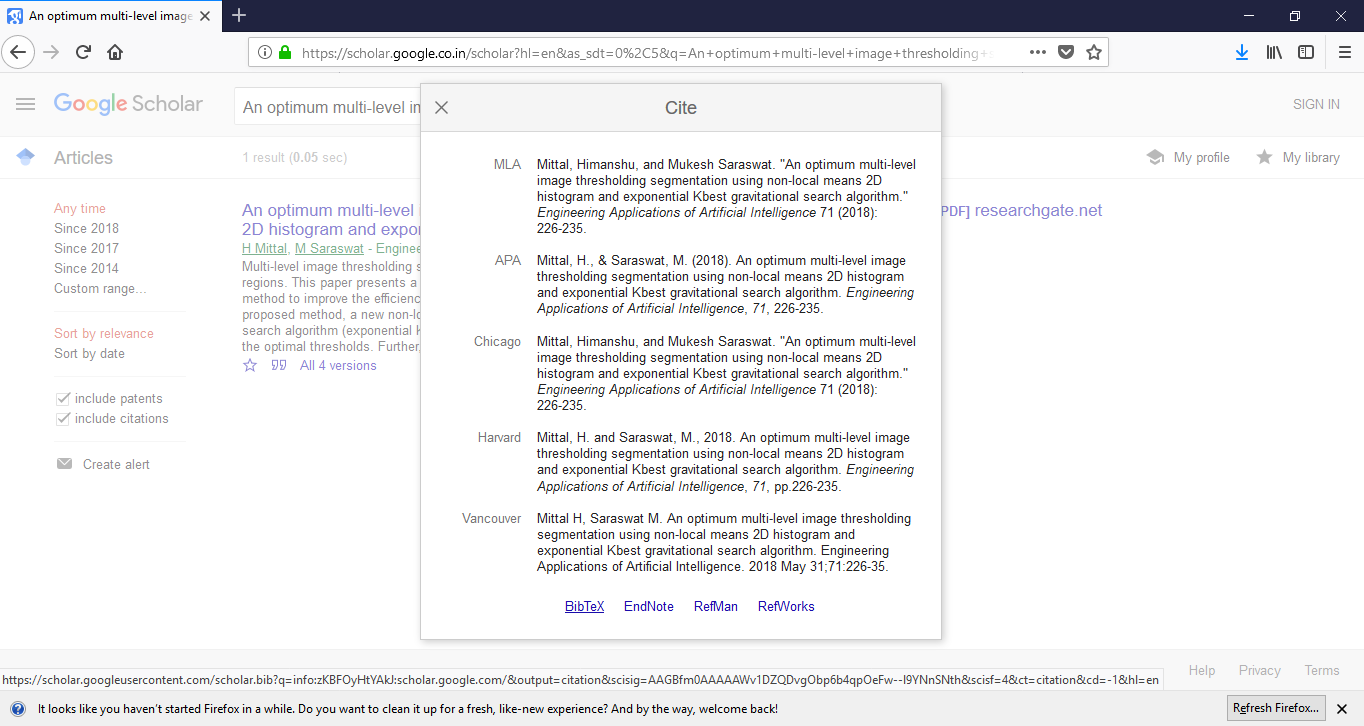 An optimum multi-level image
https://scholar.google.co.in/scholar?hl=en&as_sdt=0%2C5&q=An+optimum+multi-level+image+thresholding+
Google Scholar
An optimum multi-level im
SIGN IN
Articles
1 result (0.05 sec)
My profile
My library
Any time
Since 2018
Since 2017
Since 2014
Custom range...
Sort by relevance
Sort by date
include patents
include citations
Create alert
An optimum multi-level
2D histogram and expo
H Mittal, M Saraswat - Enginee
Multi-level image thresholding s
regions. This paper presents a
method to improve the efficienc
proposed method, a new non-lo
search algorithm (exponential K
the optimal thresholds. Further,
All 4 versions
PDF] researchgate.net
Cite
MLA
Mittal, Himanshu, and Mukesh Saraswat. "An optimum multi-level
image thresholding segmentation using non-local means 2D
histogram and exponential Kbest gravitational search algorithm."
Engineering Applications of Artificial Intelligence 71 (2018):
226-235.
APA
Mittal, H., & Saraswat, M. (2018). An optimum multi-level image
thresholding segmentation using non-local means 2D histogram
and exponential Kbest gravitational search algorithm. Engineering
Applications of Artificial Intelligence, 71, 226-235.
Chicago
Mittal, Himanshu, and Mukesh Saraswat. "An optimum multi-level
image thresholding segmentation using non-local means 2D
histogram and exponential Kbest gravitational search algorithm."
Engineering Applications of Artificial Intelligence 71 (2018):
226-235.
Harvard
Mittal, H. and Saraswat, M., 2018. An optimum multi-level image
thresholding segmentation using non-local means 2D histogram
and exponential Kbest gravitational search algorithm. Engineering
Applications of Artificial Intelligence, 71, pp.226-235.
Vancouver
Mittal H, Saraswat M. An optimum multi-level image thresholding
segmentation using non-local means 2D histogram and
exponential Kbest gravitational search algorithm. Engineering
Applications of Artificial Intelligence. 2018 May 31;71:226-35.
BibTeX EndNote RefMan RefWorks
Help Privacy Terms
https://scholar.googleusercontent.com/scholar.bib?q=info:zKBFOyHtYAkJ:scholar.google.com/&output=citation&scisig=AAGBfm0AAAAAWv1DZQDvgObp6b4qpOeFw--I9YNnSNth&scisf=4&ct=citation&cd=-1&hl=en
It looks like you haven't started Firefox in a while. Do you want to clean it up for a fresh, like-new experience? And by the way, welcome back!
Refresh Firefox...